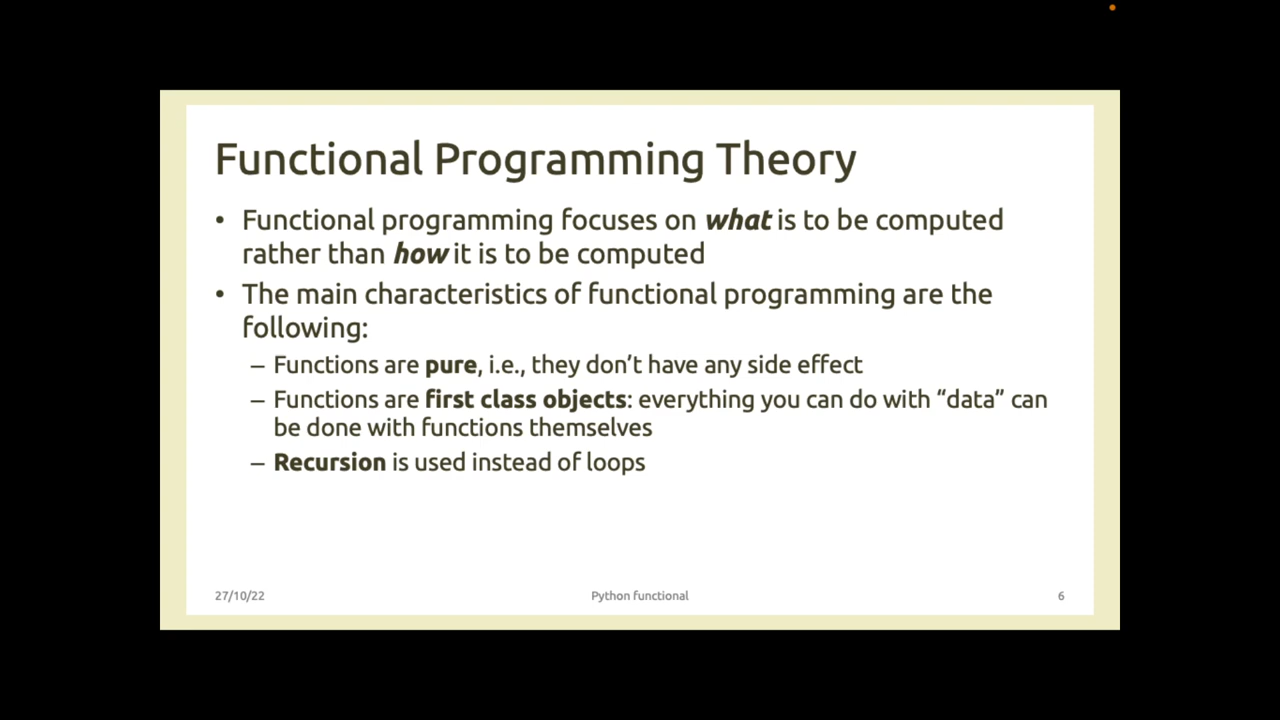 Functional Programming Theory
• Functional programming focuses on what is to be computed
rather than how it is to be computed
• The main characteristics of functional programming are the
following:
– Functions are pure, i.e., they don’t have any side effect
– Functions are first class objects: everything you can do with “data” can
be done with functions themselves
– Recursion is used instead of loops
27/10/22
Python functional
6